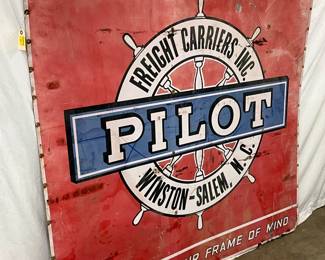 FREIGHT CARRIERS INC.
PILOT
WINSTON-SALEM, N.C.
FRAME OF MIND